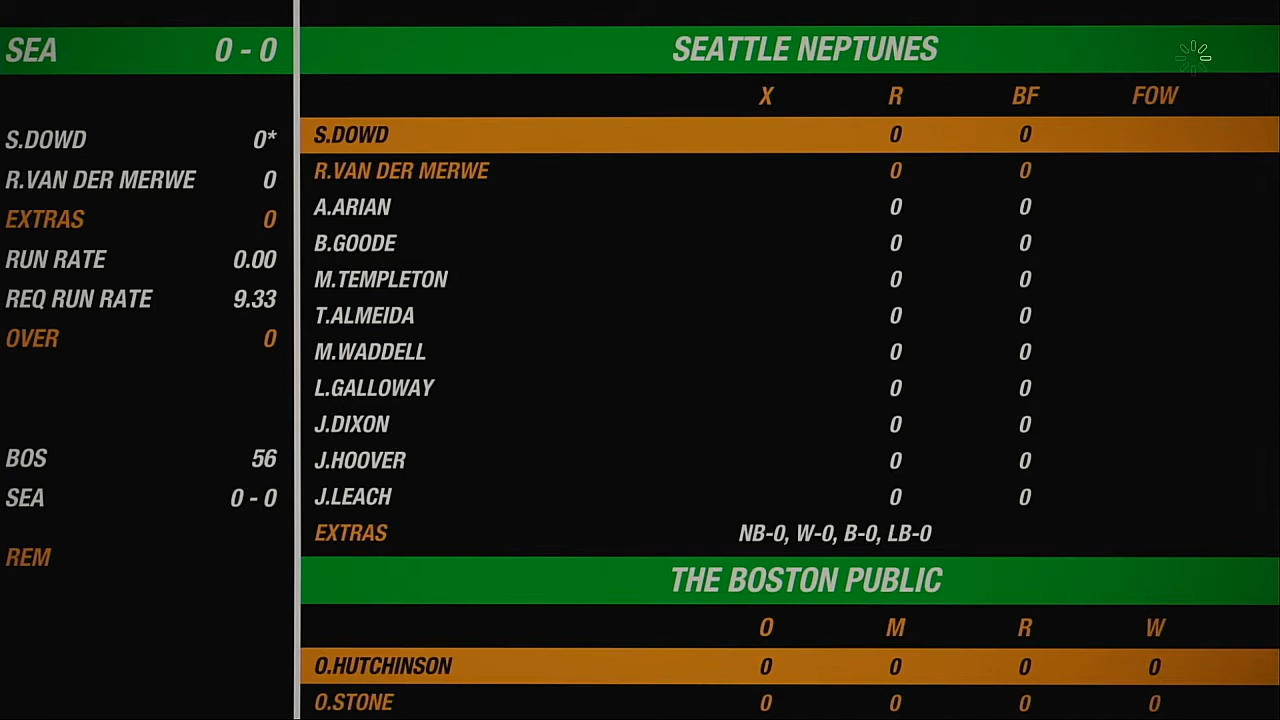 SEA 0 - 0
S.DOWD 0*
R.VAN DER MERWE 0
EXTRAS 0
RUN RATE 0.00
REQ RUN RATE 9.33
OVER 0
BOS 56
SEA 0 - 0
REM
SEATTLE NEPTUNES
X R BF FOW
S.DOWD 0 0
R.VAN DER MERWE 0 0
A.ARIAN 0 0
B.GOODE 0 0
M.TEMPLETON 0 0
T.ALMEIDA 0 0
M.WADDELL 0 0
L.GALLOWAY 0 0
J.DIXON 0 0
J.HOOVER 0 0
J.LEACH 0 0
EXTRAS NB-0, W-0, B-0, LB-0
THE BOSTON PUBLIC
O M R W
O.HUTCHINSON 0 0 0 0
O.STONE 0 0 0 0